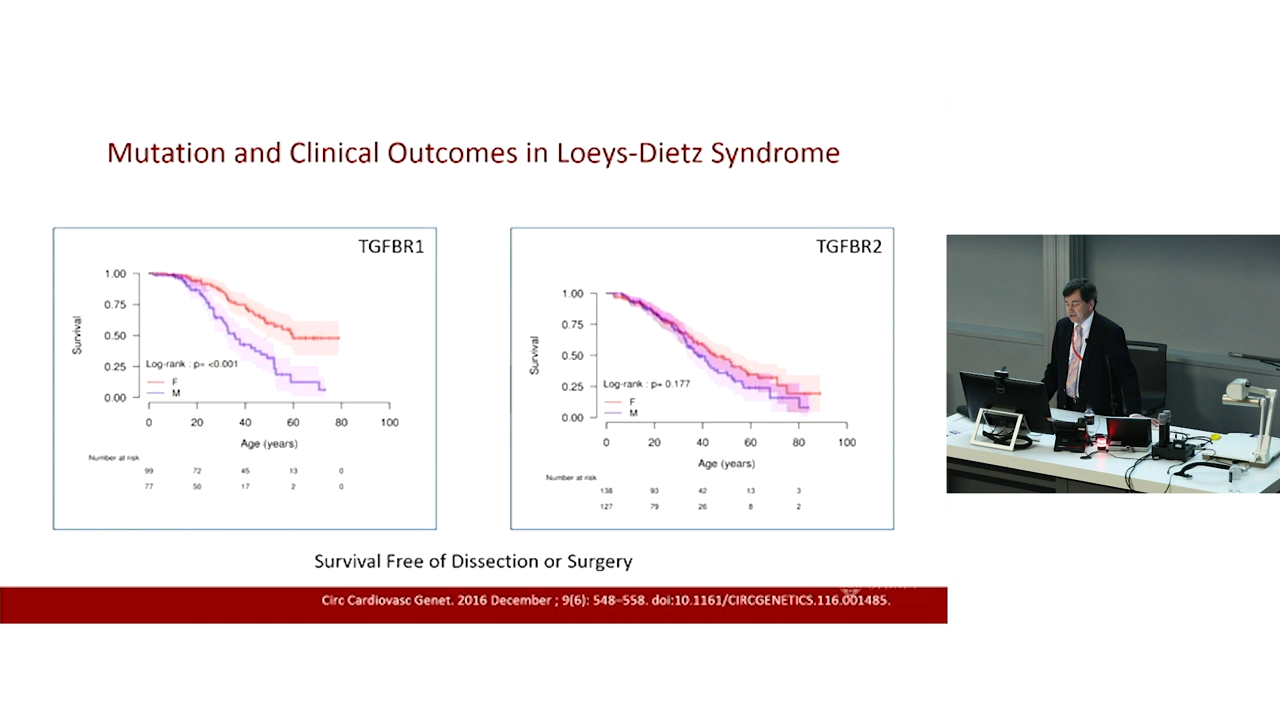 Mutation and Clinical Outcomes in Loeys-Dietz Syndrome
TGFBR1
1.00
0.75
0.50
0.25
0.00
Survival
Log-rank : p= <0.001
F
M
0 20 40 60 80 100
Age (years)
Number at risk
99 72 45 13 0
77 50 17 2 0
TGFBR2
1.00
0.75
0.50
0.25
0.00
Survival
Log-rank : p= 0.177
F
M
0 20 40 60 80 100
Age (years)
Number at risk
138 93 42 13 3
127 79 26 8 2
Survival Free of Dissection or Surgery
Circ Cardiovasc Genet. 2016 December ; 9(6): 548–558. doi:10.1161/CIRCGENETICS.116.001485.